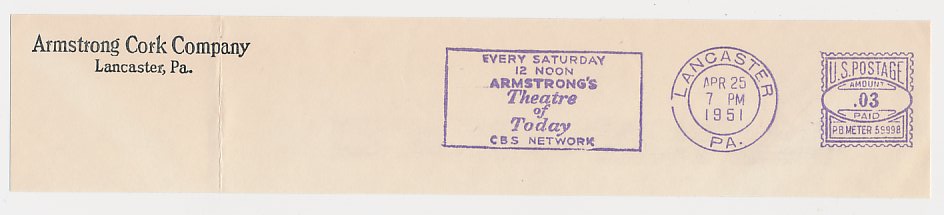 Armstrong Cork Company
Lancaster, Pa.
EVERY SATURDAY
12 NOON
ARMSTRONG'S
Theatre
of
Today
CBS NETWORK
LANCASTER
APR 25
7 PM
1951
PA.
U.S. POSTAGE
AMOUNT
.03
PAID
P.B. METER 59998